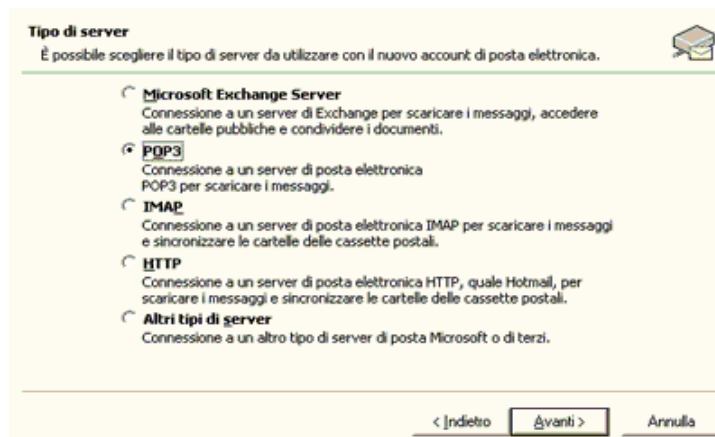 Tipo di server
È possibile scegliere il tipo di server da utilizzare con il nuovo account di posta elettronica.
Microsoft Exchange Server
Connessione a un server di Exchange per scaricare i messaggi, accedere
alle cartelle pubbliche e condividere i documenti.
POP3
Connessione a un server di posta elettronica
POP3 per scaricare i messaggi.
IMAP
Connessione a un server di posta elettronica IMAP per scaricare i messaggi
e sincronizzare le cartelle delle cassette postali.
HTTP
Connessione a un server di posta elettronica HTTP, quale Hotmail, per
scaricare i messaggi e sincronizzare le cartelle delle cassette postali.
Altri tipi di server
Connessione a un altro tipo di server di posta Microsoft o di terzi.
< Indietro Avanti > Annulla